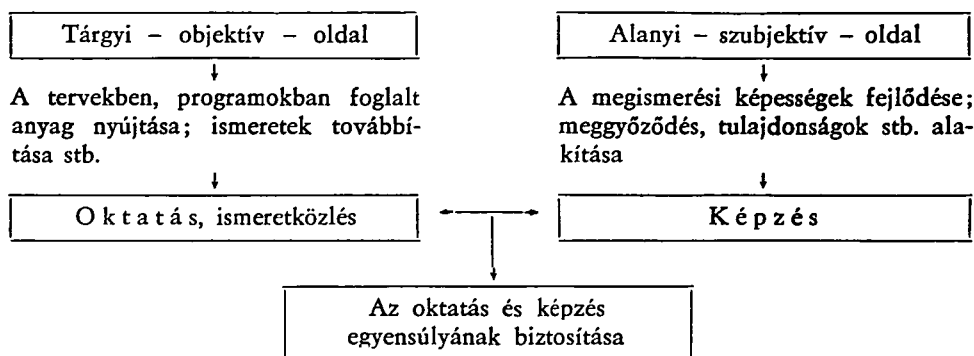 Tárgyi – objektív – oldal
A tervekben, programokban foglalt
anyag nyújtása; ismeretek továbbí-
tása stb.
Oktatás, ismeretközlés
Alanyi – szubjektív – oldal
A megismerési képességek fejlődése;
meggyőződés, tulajdonságok stb. ala-
kítása
Képzés
Az oktatás és képzés
egyensúlyának biztosítása